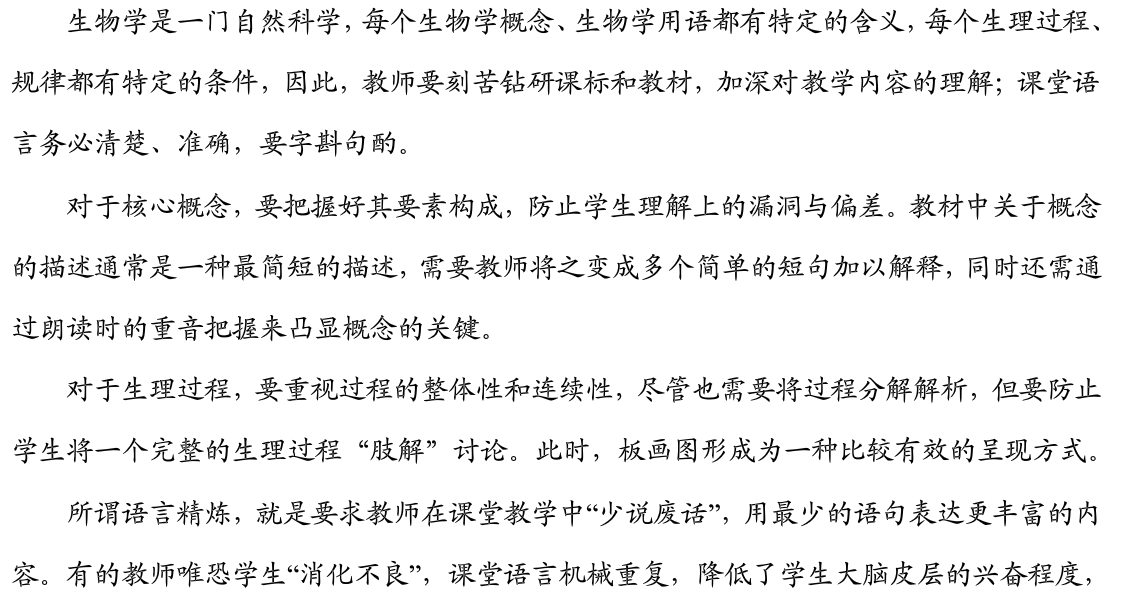 生物学是一门自然科学，每个生物学概念、生物学用语都有特定的含义，每个生理过程、
规律都有特定的条件，因此，教师要刻苦钻研课标和教材，加深对教学内容的理解；课堂语
言务必清楚、准确，要字斟句酌。
对于核心概念，要把握好其要素构成，防止学生理解上的漏洞与偏差。教材中关于概念
的描述通常是一种最简短的描述，需要教师将之变成多个简单的短句加以解释，同时还需通
过朗读时的重音把握来凸显概念的关键。
对于生理过程，要重视过程的整体性和连续性，尽管也需要将过程分解解析，但要防止
学生将一个完整的生理过程“肢解”讨论。此时，板画图形成为一种比较有效的呈现方式。
所谓语言精炼，就是要求教师在课堂教学中“少说废话”，用最少的语句表达更丰富的内
容。有的教师唯恐学生“消化不良”，课堂语言机械重复，降低了学生大脑皮层的兴奋程度，